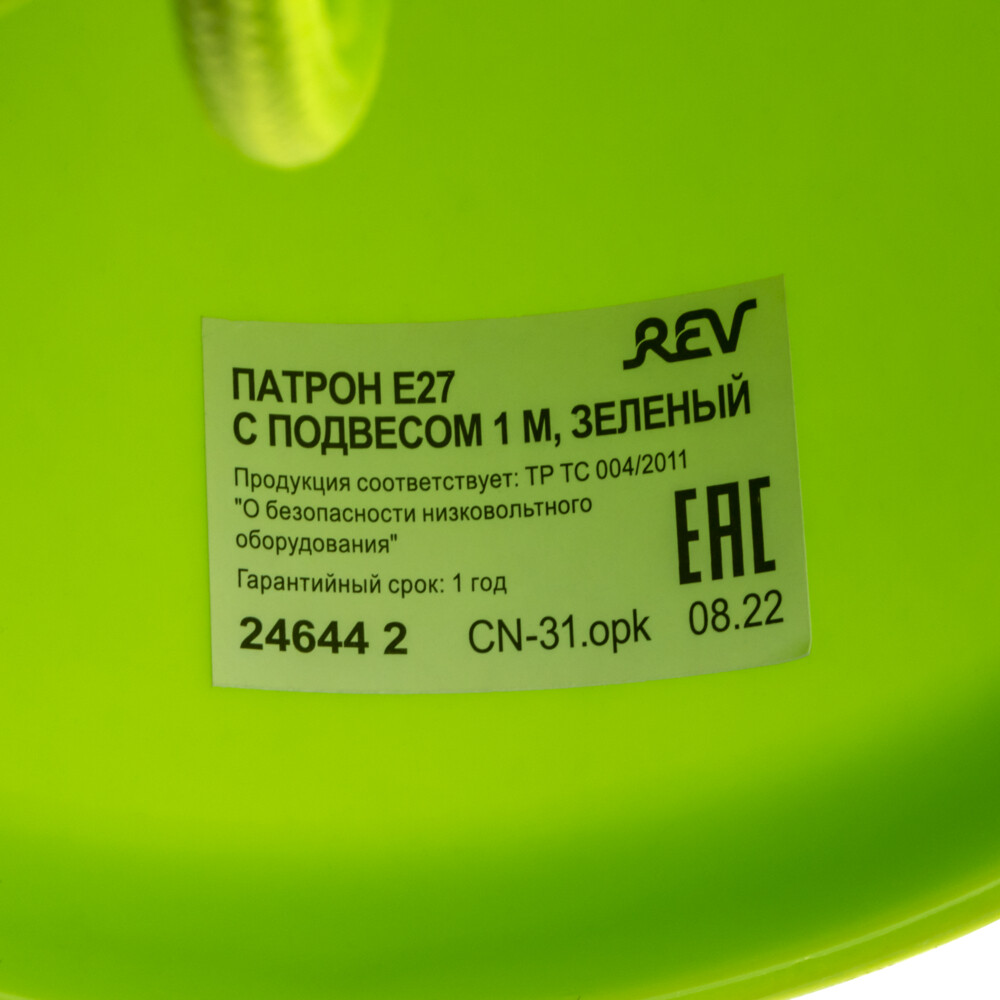 REV
ПАТРОН E27
С ПОДВЕСОМ 1 М, ЗЕЛЕНЫЙ
Продукция соответствует: ТР ТС 004/2011
"О безопасности низковольтного
оборудования"
EAC
Гарантийный срок: 1 год
24644 2 CN-31.opk 08.22